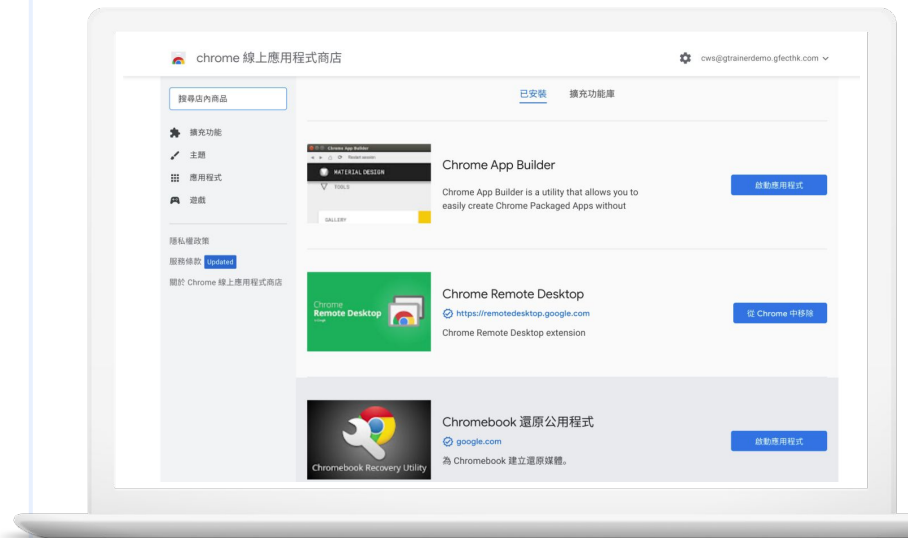 chrome 線上應用程式商店
cws@gtrainerdemo.gfecthk.com
搜尋店內商品
擴充功能
主題
應用程式
遊戲
隱私權政策
服務條款 Updated
關於 Chrome 線上應用程式商店
已安裝 擴充功能庫
Chrome App Builder
MATERIAL DESIGN
TOOLS
GALLERY
Chrome App Builder
Chrome App Builder is a utility that allows you to
easily create Chrome Packaged Apps without
啟動應用程式
Chrome
Remote Desktop
Chrome Remote Desktop
https://remotedesktop.google.com
Chrome Remote Desktop extension
從 Chrome 中移除
Chromebook Recovery Utility
Chromebook 還原公用程式
google.com
為 Chromebook 建立還原媒體。
啟動應用程式